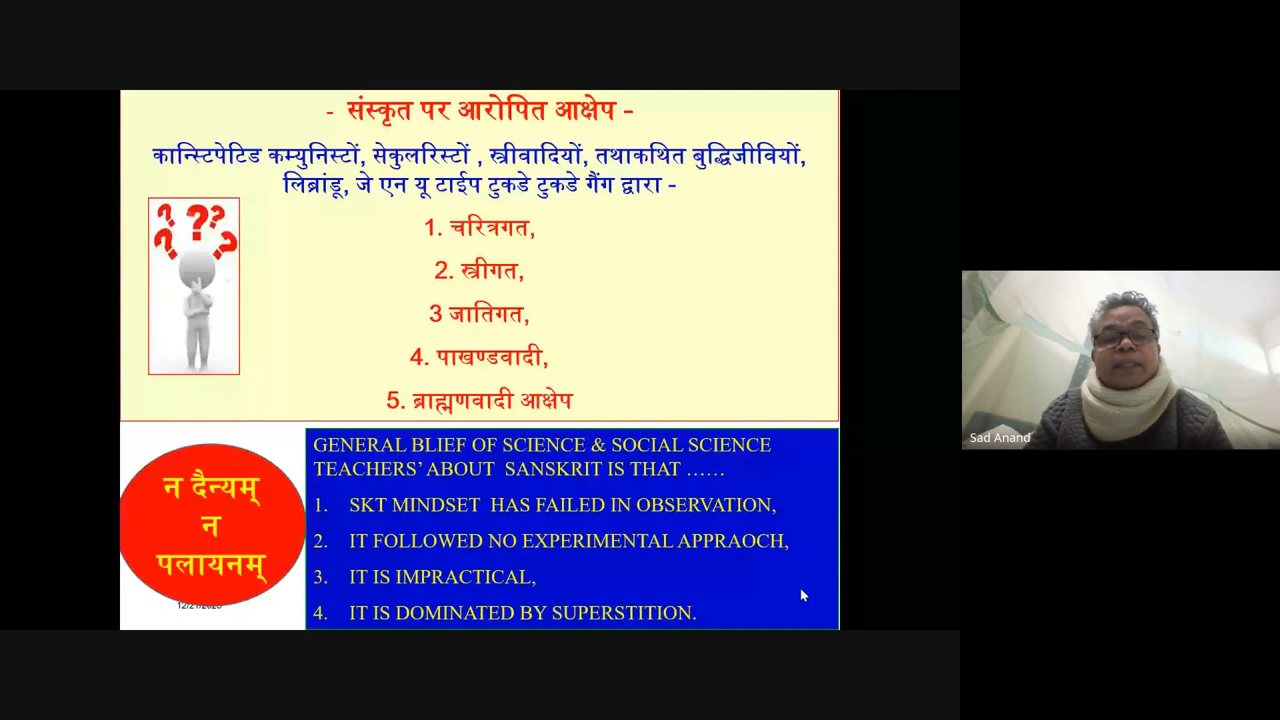 - संस्कृत पर आरोपित आक्षेप -
कान्स्टिपेटिड कम्युनिस्टों, सेकुलरिस्टों , स्त्रीवादियों, तथाकथित बुद्धिजीवियों,
लिब्रांडू, जे एन यू टाईप टुकडे टुकडे गैंग द्वारा -
1. चरित्रगत,
2. स्त्रीगत,
3 जातिगत,
4. पाखण्डवादी,
5. ब्राह्मणवादी आक्षेप
न दैन्यम्
न
पलायनम्
GENERAL BLIEF OF SCIENCE & SOCIAL SCIENCE
TEACHERS' ABOUT SANSKRIT IS THAT ……
1. SKT MINDSET HAS FAILED IN OBSERVATION,
2. IT FOLLOWED NO EXPERIMENTAL APPRAOCH,
3. IT IS IMPRACTICAL,
4. IT IS DOMINATED BY SUPERSTITION.
Sad Anand